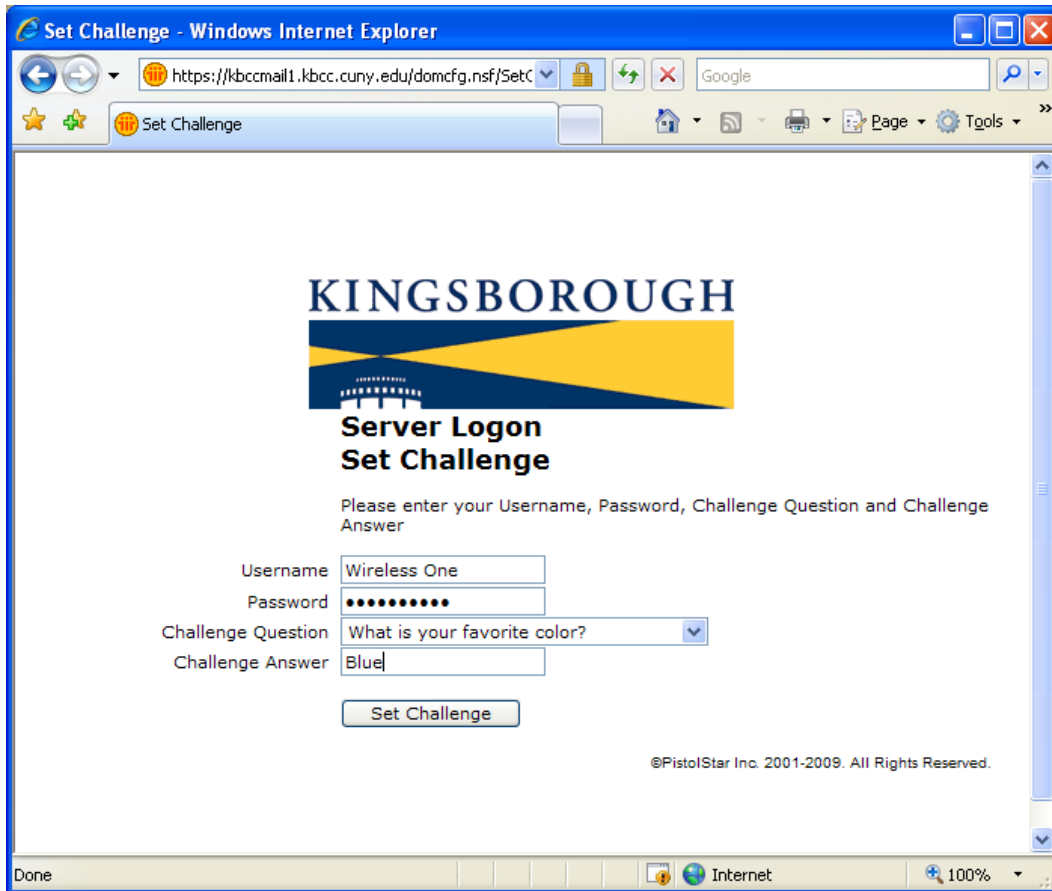 Set Challenge - Windows Internet Explorer
https://kbccmail1.kbcc.cuny.edu/domcfg.nsf/SetC
Google
Set Challenge
Page
Tools
»
KINGSBOROUGH
Server Logon
Set Challenge
Please enter your Username, Password, Challenge Question and Challenge
Answer
Username Wireless One
Password ••••••••••
Challenge Question What is your favorite color?
Challenge Answer Blue
Set Challenge
©PistolStar Inc. 2001-2009. All Rights Reserved.
Done Internet 100%